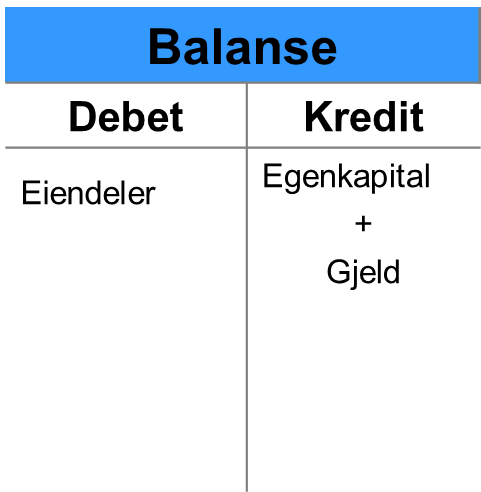 Balanse
Debet Kredit
Eiendeler
Egenkapital
+
Gjeld